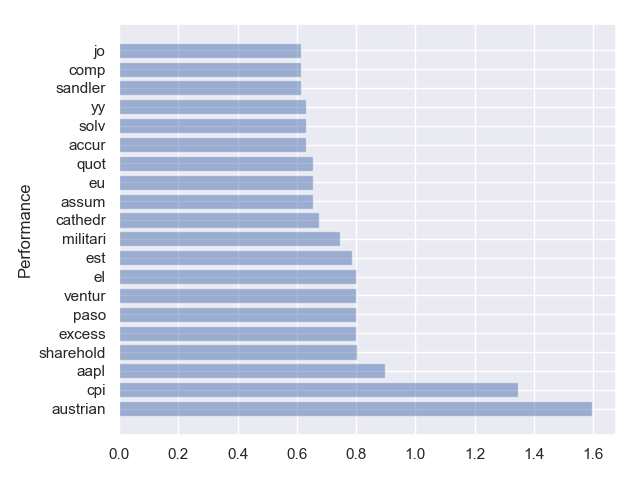 jo
comp
sandler
yy
solv
accur
quot
eu
assum
cathedr
militari
est
el
ventur
paso
excess
sharehold
aapl
cpi
austrian
Performance
0.0 0.2 0.4 0.6 0.8 1.0 1.2 1.4 1.6